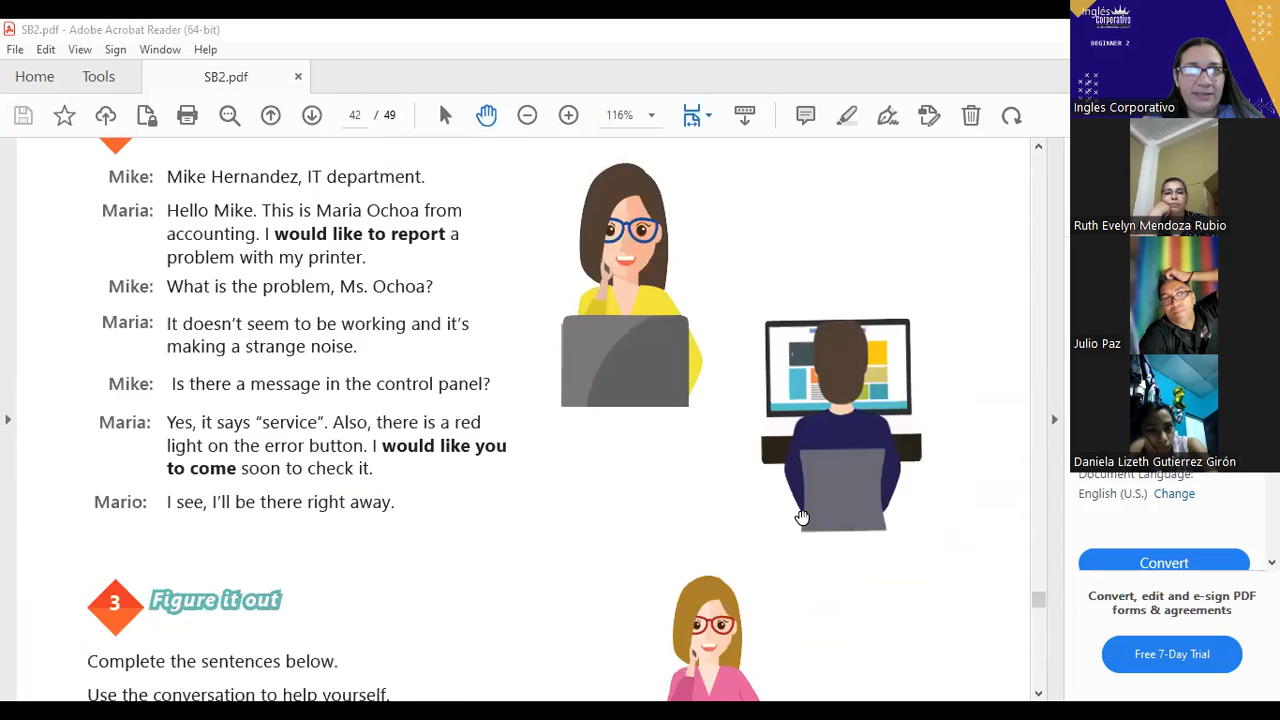 SB2.pdf - Adobe Acrobat Reader (64-bit)
File Edit View Sign Window Help
Home Tools SB2.pdf ×
42 / 49 116%
Mike: Mike Hernandez, IT department.
Maria: Hello Mike. This is Maria Ochoa from
accounting. I would like to report a
problem with my printer.
Mike: What is the problem, Ms. Ochoa?
Maria: It doesn't seem to be working and it's
making a strange noise.
Mike: Is there a message in the control panel?
Maria: Yes, it says “service”. Also, there is a red
light on the error button. I would like you
to come soon to check it.
Mario: I see, I'll be there right away.
3 Figure it out
Complete the sentences below.
Use the conversation to help yourself.
Inglés
Corporativo
BEGINNER 2
Ingles Corporativo
Ruth Evelyn Mendoza Rubio
Julio Paz
Daniela Lizeth Gutierrez Girón
Document Language:
English (U.S.) Change
Convert
Convert, edit and e-sign PDF
forms & agreements
Free 7-Day Trial